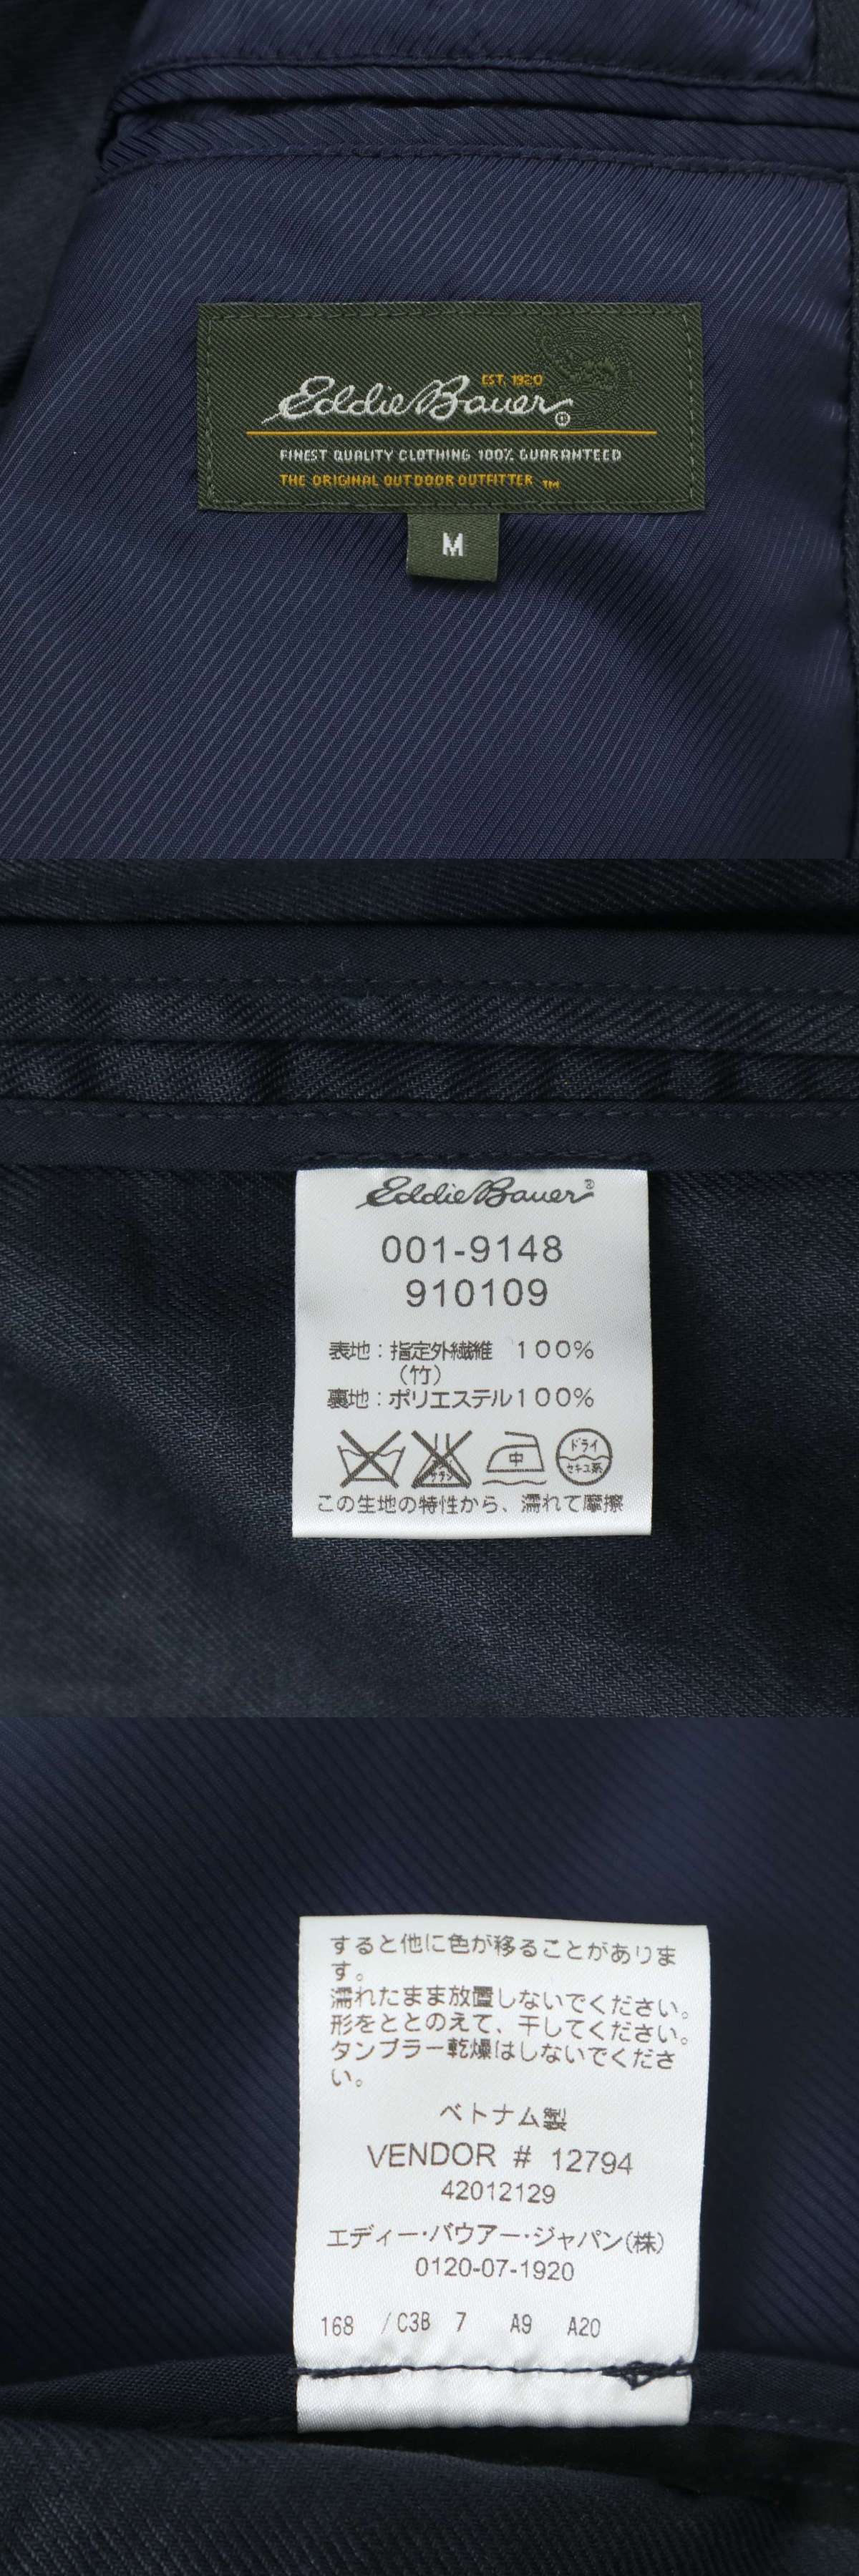 EST. 1920
Eddie Bauer®
FINEST QUALITY CLOTHING 100% GUARANTEED
THE ORIGINAL OUTDOOR OUTFITTER TM
M
Eddie Bauer®
001-9148
910109
表地：指定外繊維 100%
（竹）
裏地：ポリエステル100%
中
ドライ
セキユ系
この生地の特性から、濡れて摩擦
すると他に色が移ることがありま
す。
濡れたまま放置しないでください。
形をととのえて、干してください。
タンブラー乾燥はしないでくださ
い。
ベトナム製
VENDOR # 12794
42012129
エディー・バウアー・ジャパン(株)
0120-07-1920
168 /C3B 7 A9 A20